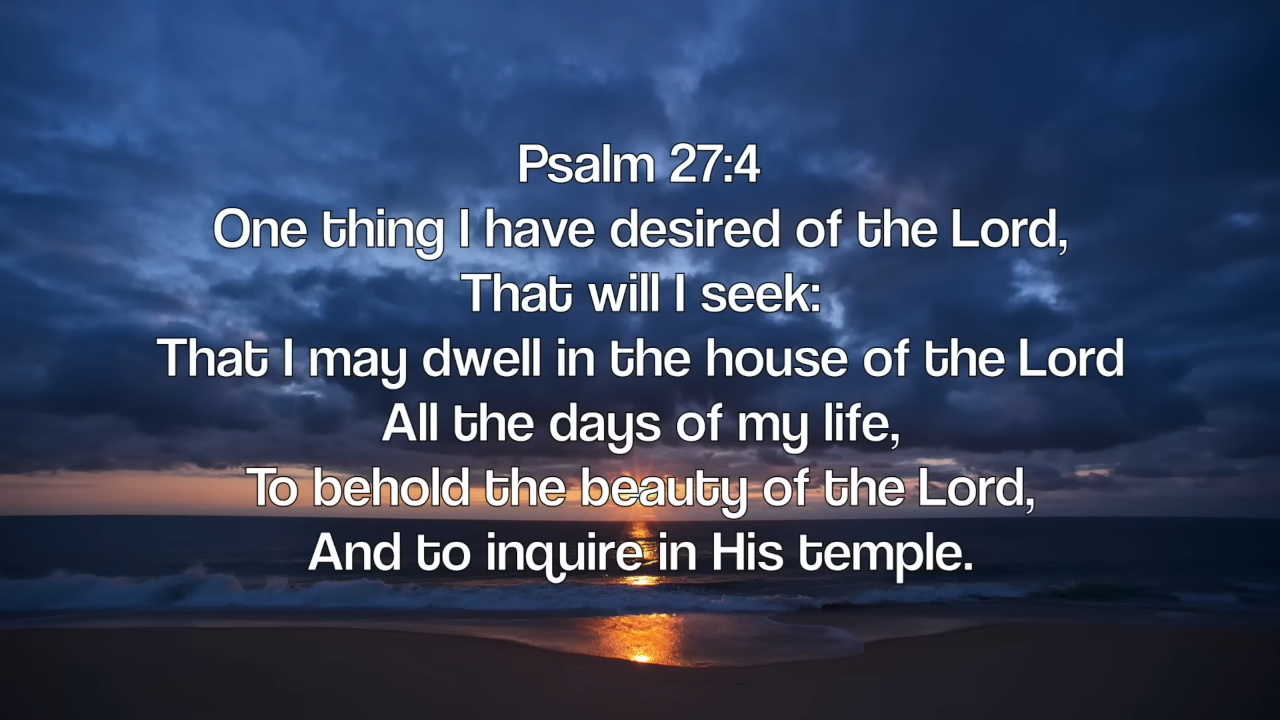 Psalm 27:4
One thing I have desired of the Lord,
That will I seek:
That I may dwell in the house of the Lord
All the days of my life,
To behold the beauty of the Lord,
And to inquire in His temple.